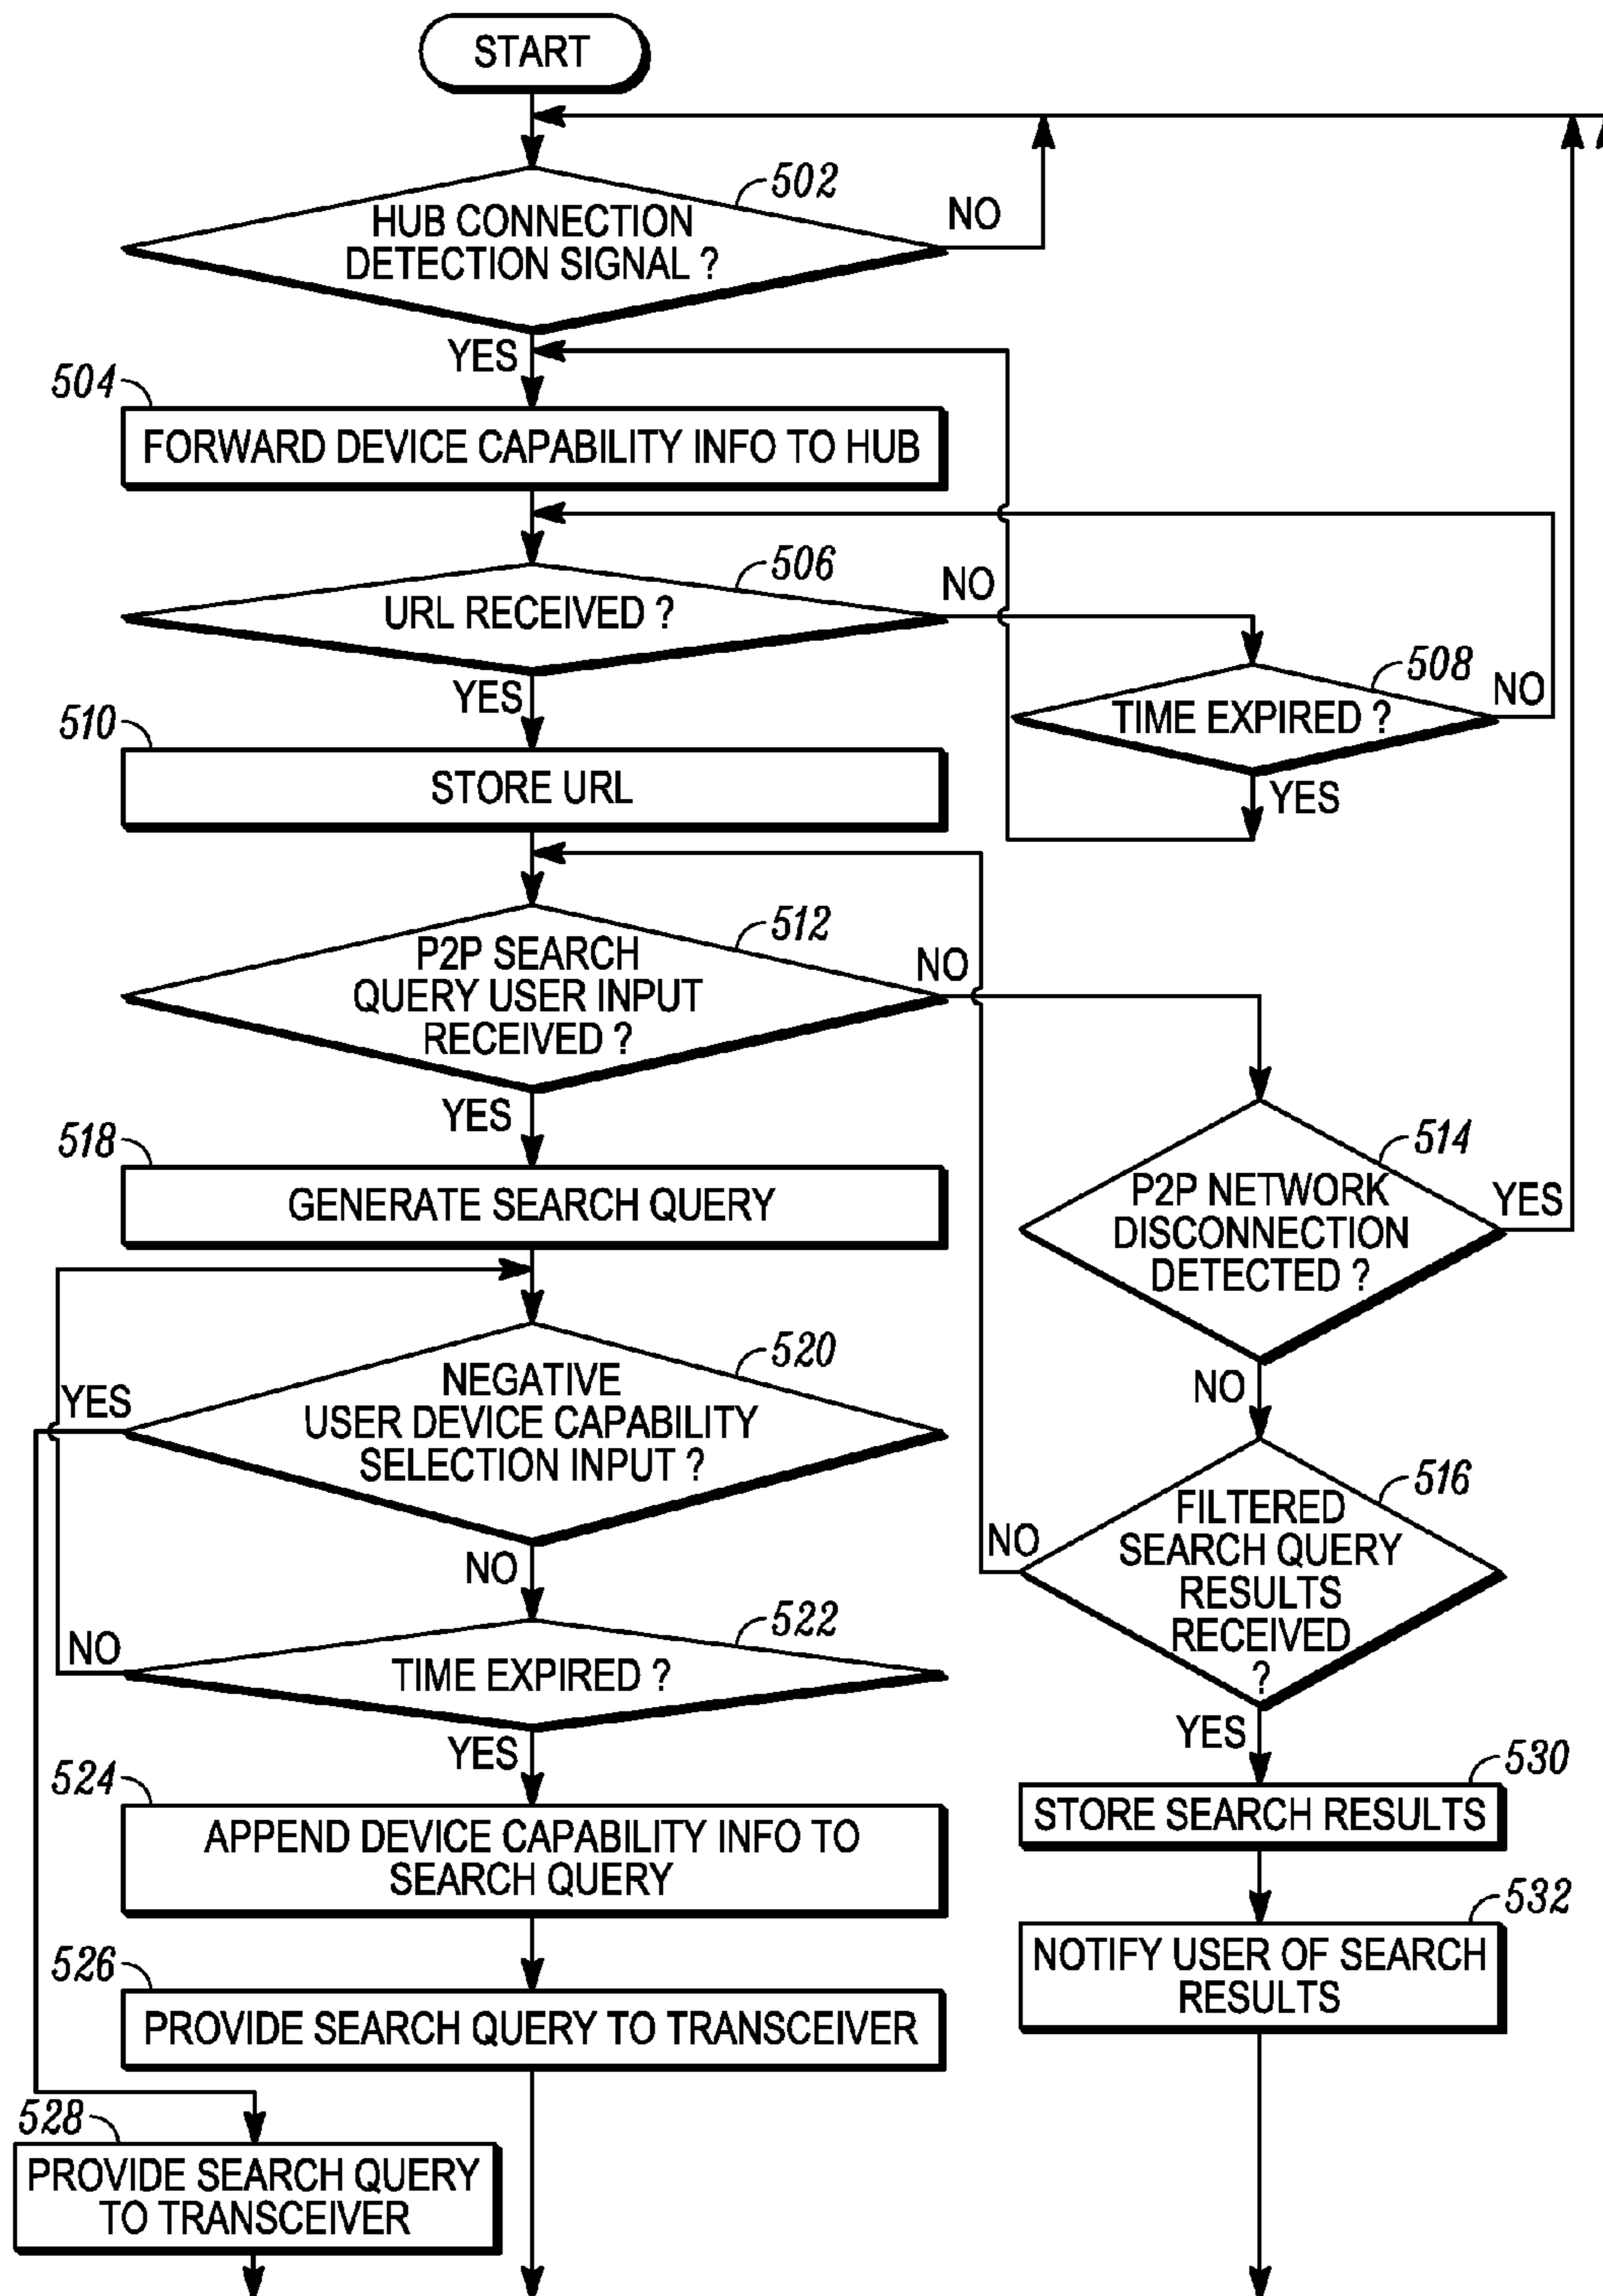 START
502
HUB CONNECTION
DETECTION SIGNAL ?
NO
YES
504
FORWARD DEVICE CAPABILITY INFO TO HUB
506
URL RECEIVED ?
NO
508
TIME EXPIRED ?
NO
YES
YES
510
STORE URL
512
P2P SEARCH
QUERY USER INPUT
RECEIVED ?
NO
YES
514
P2P NETWORK
DISCONNECTION
DETECTED ?
YES
NO
518
GENERATE SEARCH QUERY
520
NEGATIVE
USER DEVICE CAPABILITY
SELECTION INPUT ?
YES
NO
516
FILTERED
SEARCH QUERY
RESULTS
RECEIVED
?
NO
YES
522
TIME EXPIRED ?
NO
YES
524
APPEND DEVICE CAPABILITY INFO TO
SEARCH QUERY
530
STORE SEARCH RESULTS
526
PROVIDE SEARCH QUERY TO TRANSCEIVER
532
NOTIFY USER OF SEARCH
RESULTS
528
PROVIDE SEARCH QUERY
TO TRANSCEIVER